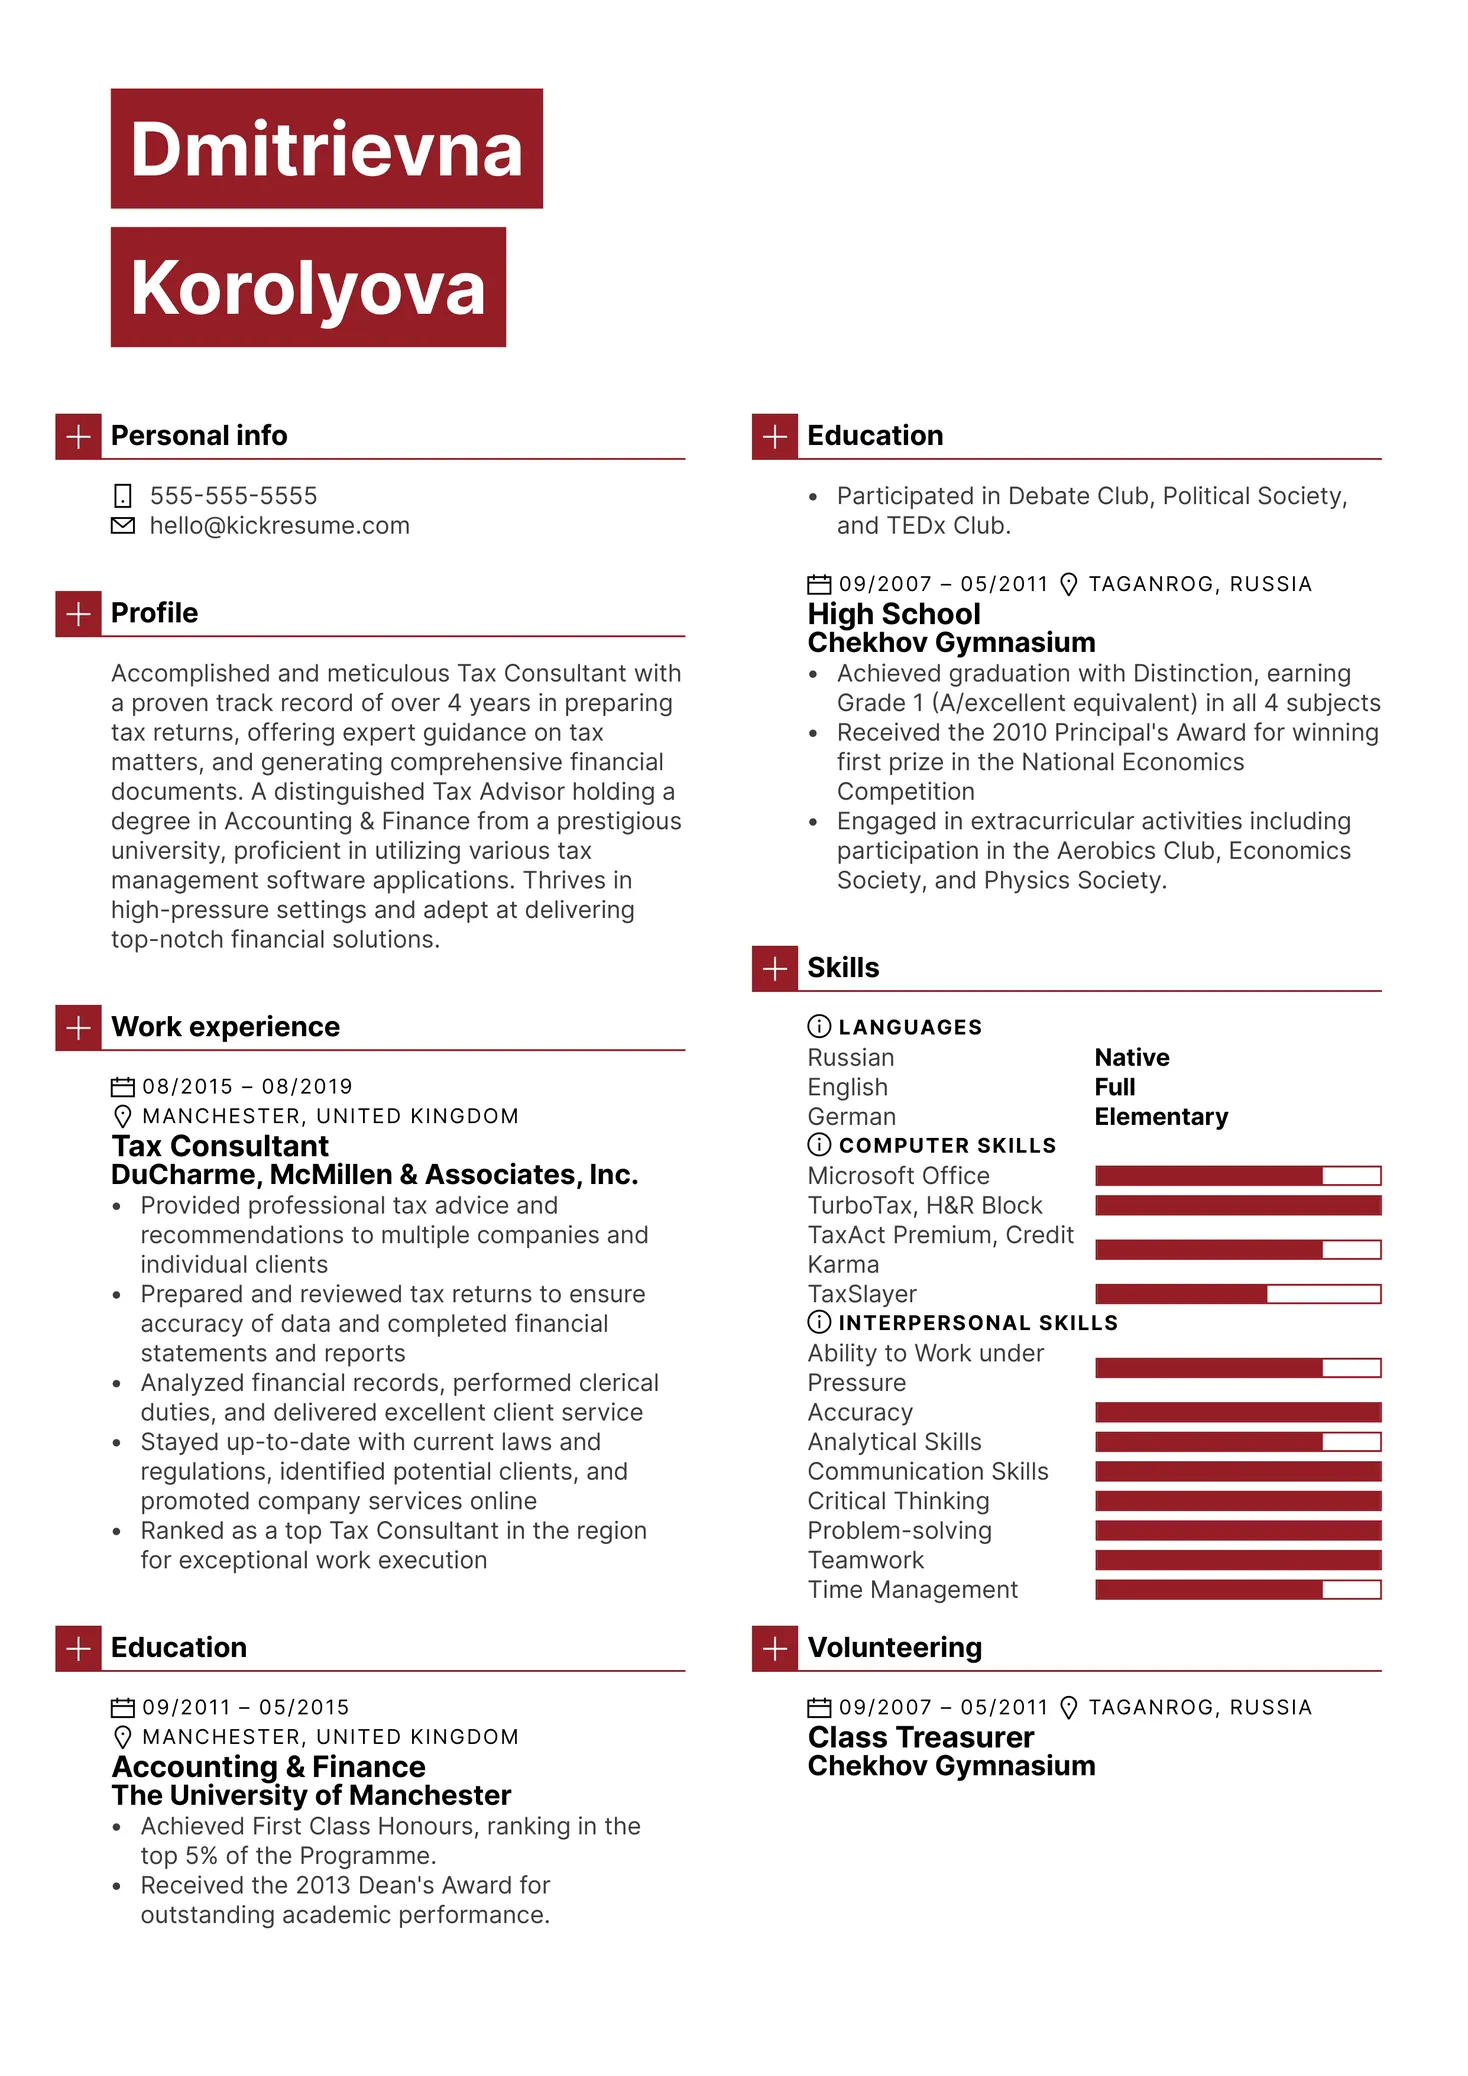 Dmitrievna
Korolyova
Personal info
555-555-5555
hello@kickresume.com
Profile
Accomplished and meticulous Tax Consultant with
a proven track record of over 4 years in preparing
tax returns, offering expert guidance on tax
matters, and generating comprehensive financial
documents. A distinguished Tax Advisor holding a
degree in Accounting & Finance from a prestigious
university, proficient in utilizing various tax
management software applications. Thrives in
high-pressure settings and adept at delivering
top-notch financial solutions.
Work experience
08/2015 – 08/2019
MANCHESTER, UNITED KINGDOM
Tax Consultant
DuCharme, McMillen & Associates, Inc.
• Provided professional tax advice and
recommendations to multiple companies and
individual clients
• Prepared and reviewed tax returns to ensure
accuracy of data and completed financial
statements and reports
• Analyzed financial records, performed clerical
duties, and delivered excellent client service
• Stayed up-to-date with current laws and
regulations, identified potential clients, and
promoted company services online
• Ranked as a top Tax Consultant in the region
for exceptional work execution
Education
09/2011 – 05/2015
MANCHESTER, UNITED KINGDOM
Accounting & Finance
The University of Manchester
• Achieved First Class Honours, ranking in the
top 5% of the Programme.
• Received the 2013 Dean's Award for
outstanding academic performance.
Education
• Participated in Debate Club, Political Society,
and TEDx Club.
09/2007 – 05/2011 TAGANROG, RUSSIA
High School
Chekhov Gymnasium
• Achieved graduation with Distinction, earning
Grade 1 (A/excellent equivalent) in all 4 subjects
• Received the 2010 Principal's Award for winning
first prize in the National Economics
Competition
• Engaged in extracurricular activities including
participation in the Aerobics Club, Economics
Society, and Physics Society.
Skills
LANGUAGES
Russian Native
English Full
German Elementary
COMPUTER SKILLS
Microsoft Office
TurboTax, H&R Block
TaxAct Premium, Credit
Karma
TaxSlayer
INTERPERSONAL SKILLS
Ability to Work under
Pressure
Accuracy
Analytical Skills
Communication Skills
Critical Thinking
Problem-solving
Teamwork
Time Management
Volunteering
09/2007 – 05/2011 TAGANROG, RUSSIA
Class Treasurer
Chekhov Gymnasium